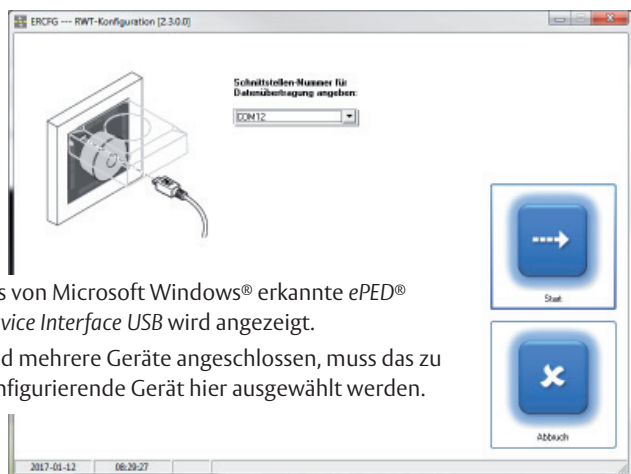 ERCFG --- RWT-Konfiguration [2.3.0.0]
Schnittstellen-Nummer für
Datenübertragung angeben:
COM12
s von Microsoft Windows® erkannte ePED®
vice Interface USB wird angezeigt.
d mehrere Geräte angeschlossen, muss das zu
nfigurierende Gerät hier ausgewählt werden.
Start
Abbruch
2017-01-12 08:29:27